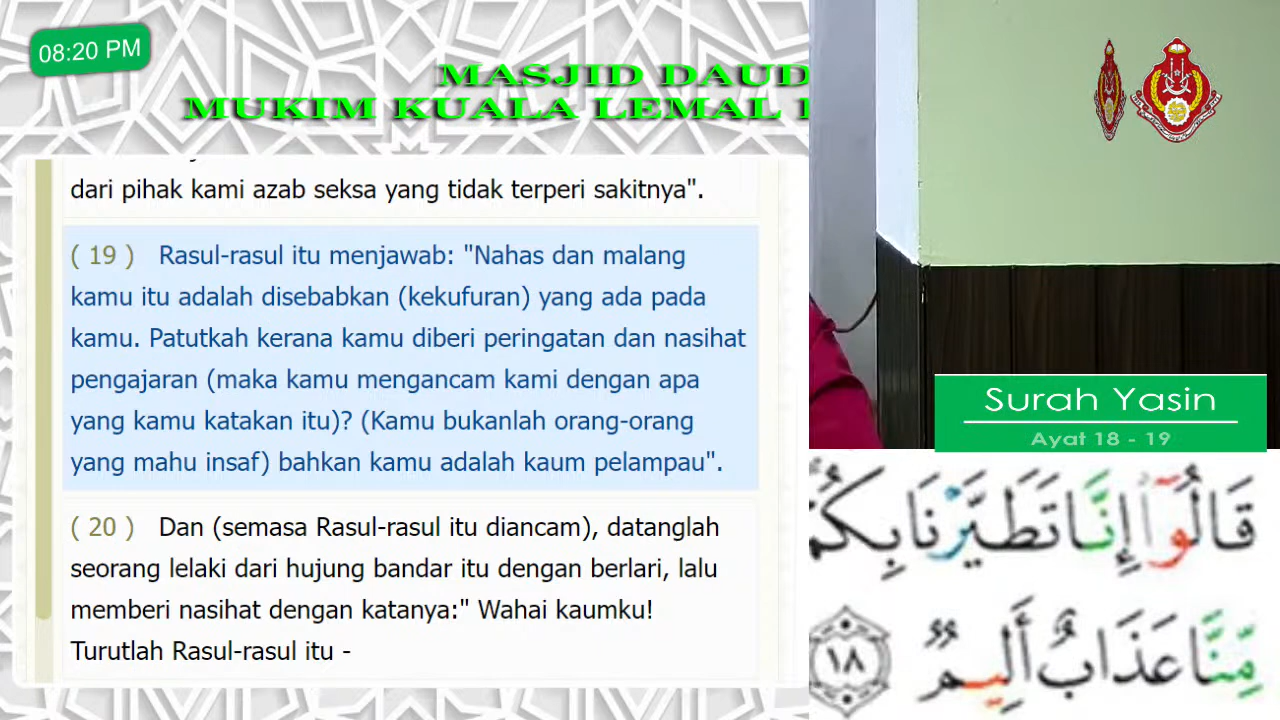 08:20 PM
MASJID DAUD
MUKIM KUALA LEMAL
dari pihak kami azab seksa yang tidak terperi sakitnya".
( 19 ) Rasul-rasul itu menjawab: "Nahas dan malang
kamu itu adalah disebabkan (kekufuran) yang ada pada
kamu. Patutkah kerana kamu diberi peringatan dan nasihat
pengajaran (maka kamu mengancam kami dengan apa
yang kamu katakan itu)? (Kamu bukanlah orang-orang
yang mahu insaf) bahkan kamu adalah kaum pelampau".
( 20 ) Dan (semasa Rasul-rasul itu diancam), datanglah
seorang lelaki dari hujung bandar itu dengan berlari, lalu
memberi nasihat dengan katanya:" Wahai kaumku!
Turutlah Rasul-rasul itu -
Surah Yasin
Ayat 18 - 19
قَالُوٓا۟ إِنَّا تَطَيَّرْنَا بِكُمْ
مِّنَّا عَذَابٌ أَلِيمٌ ١٨